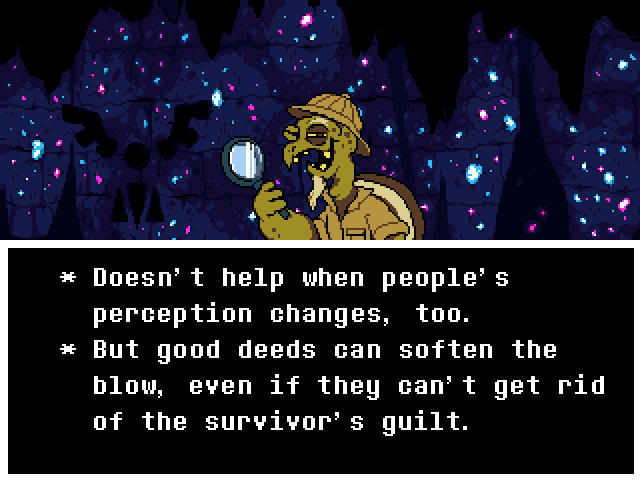 * Doesn't help when people's
perception changes, too.
* But good deeds can soften the
blow, even if they can't get rid
of the survivor's guilt.